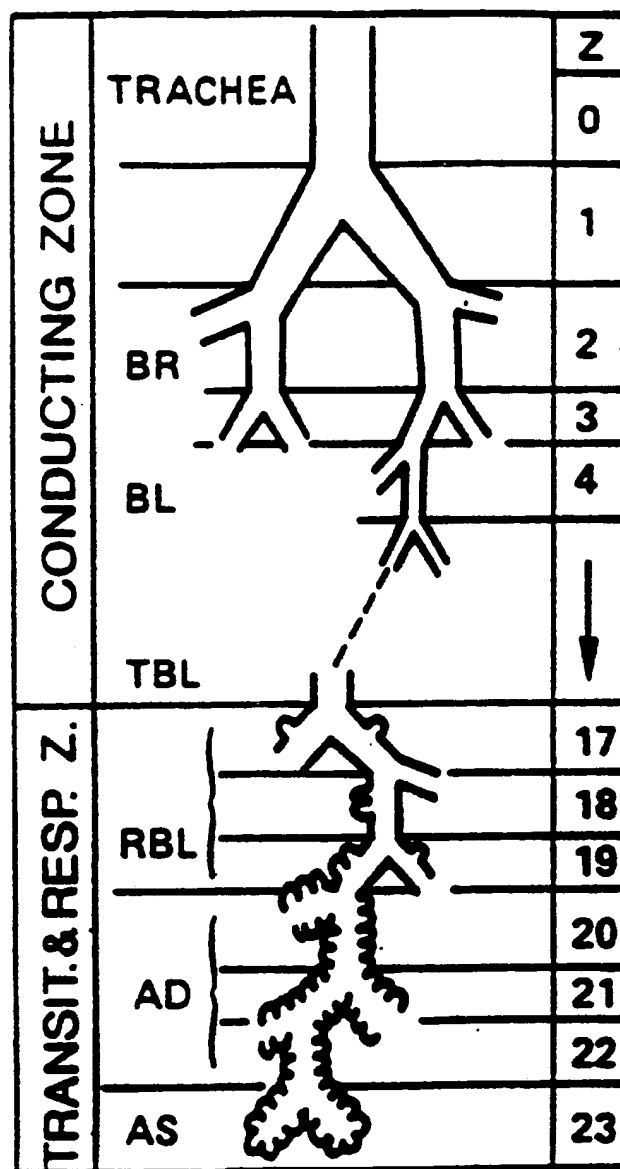 Z
TRACHEA
0
CONDUCTING ZONE
1
BR
2
3
BL
4
TBL
17
TRANSIT.& RESP. Z.
18
RBL
19
20
AD
21
22
AS
23